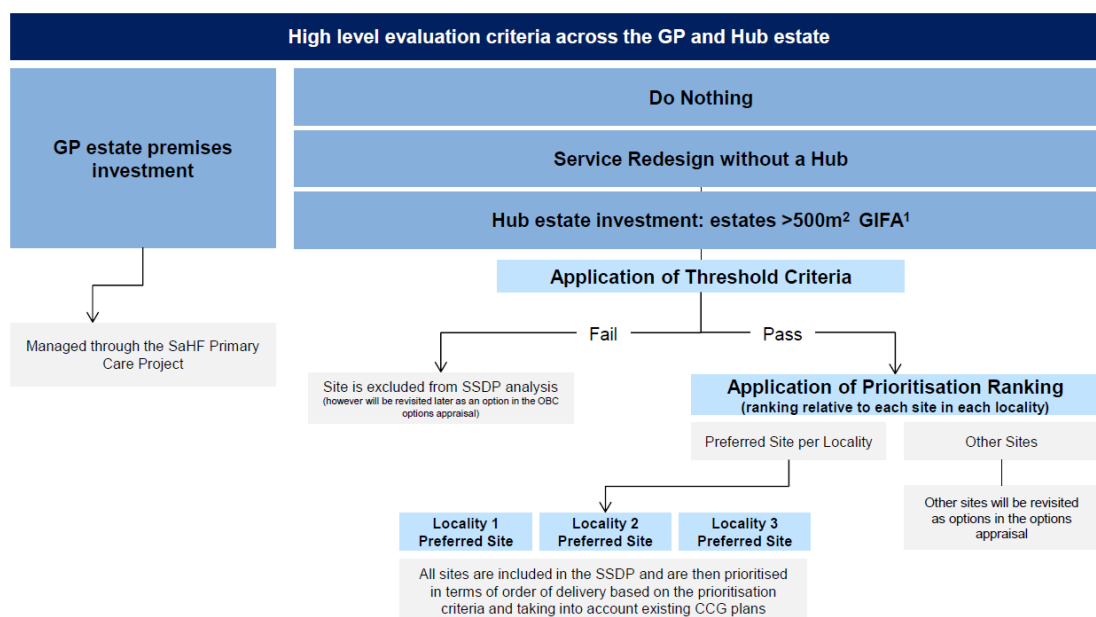 High level evaluation criteria across the GP and Hub estate
GP estate premises
investment
Do Nothing
Service Redesign without a Hub
Hub estate investment: estates >500m² GIFA¹
Application of Threshold Criteria
Fail
Pass
Managed through the SaHF Primary
Care Project
Site is excluded from SSDP analysis
(however will be revisited later as an option in the OBC
options appraisal)
Application of Prioritisation Ranking
(ranking relative to each site in each locality)
Preferred Site per Locality
Other Sites
Other sites will be revisited
as options in the options
appraisal
Locality 1
Preferred Site
Locality 2
Preferred Site
Locality 3
Preferred Site
All sites are included in the SSDP and are then prioritised
in terms of order of delivery based on the prioritisation
criteria and taking into account existing CCG plans